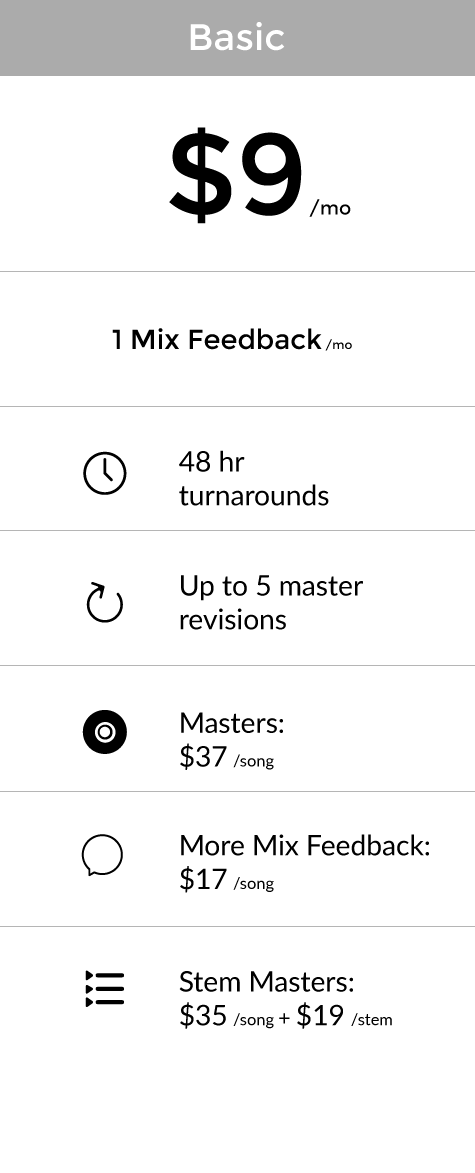 Basic
$9 /mo
1 Mix Feedback /mo
48 hr
turnarounds
Up to 5 master
revisions
Masters:
$37 /song
More Mix Feedback:
$17 /song
Stem Masters:
$35 /song + $19 /stem